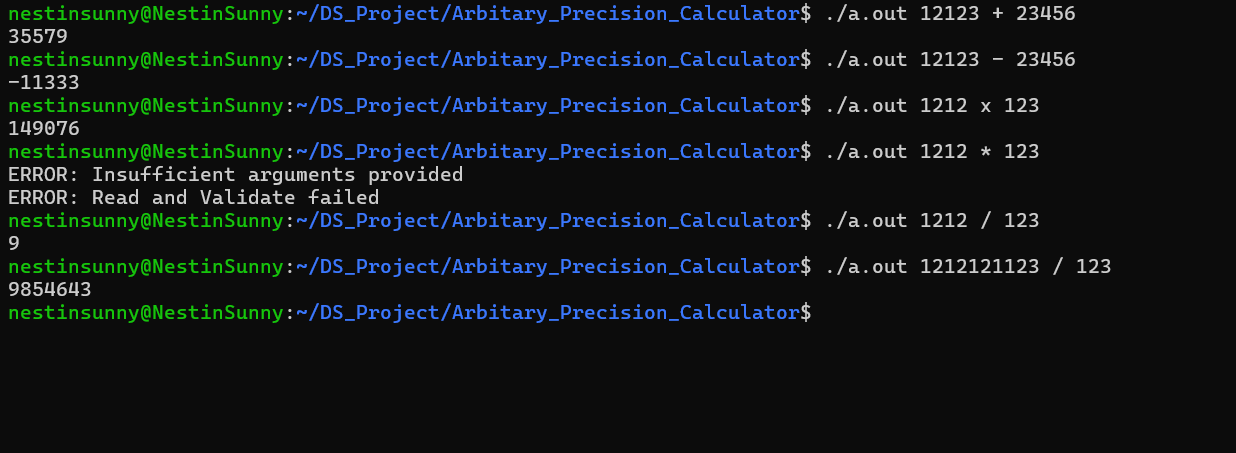 nestinsunny@NestinSunny:~/DS_Project/Arbitary_Precision_Calculator$ ./a.out 12123 + 23456
35579
nestinsunny@NestinSunny:~/DS_Project/Arbitary_Precision_Calculator$ ./a.out 12123 - 23456
-11333
nestinsunny@NestinSunny:~/DS_Project/Arbitary_Precision_Calculator$ ./a.out 1212 x 123
149076
nestinsunny@NestinSunny:~/DS_Project/Arbitary_Precision_Calculator$ ./a.out 1212 * 123
ERROR: Insufficient arguments provided
ERROR: Read and Validate failed
nestinsunny@NestinSunny:~/DS_Project/Arbitary_Precision_Calculator$ ./a.out 1212 / 123
9
nestinsunny@NestinSunny:~/DS_Project/Arbitary_Precision_Calculator$ ./a.out 1212121123 / 123
9854643
nestinsunny@NestinSunny:~/DS_Project/Arbitary_Precision_Calculator$